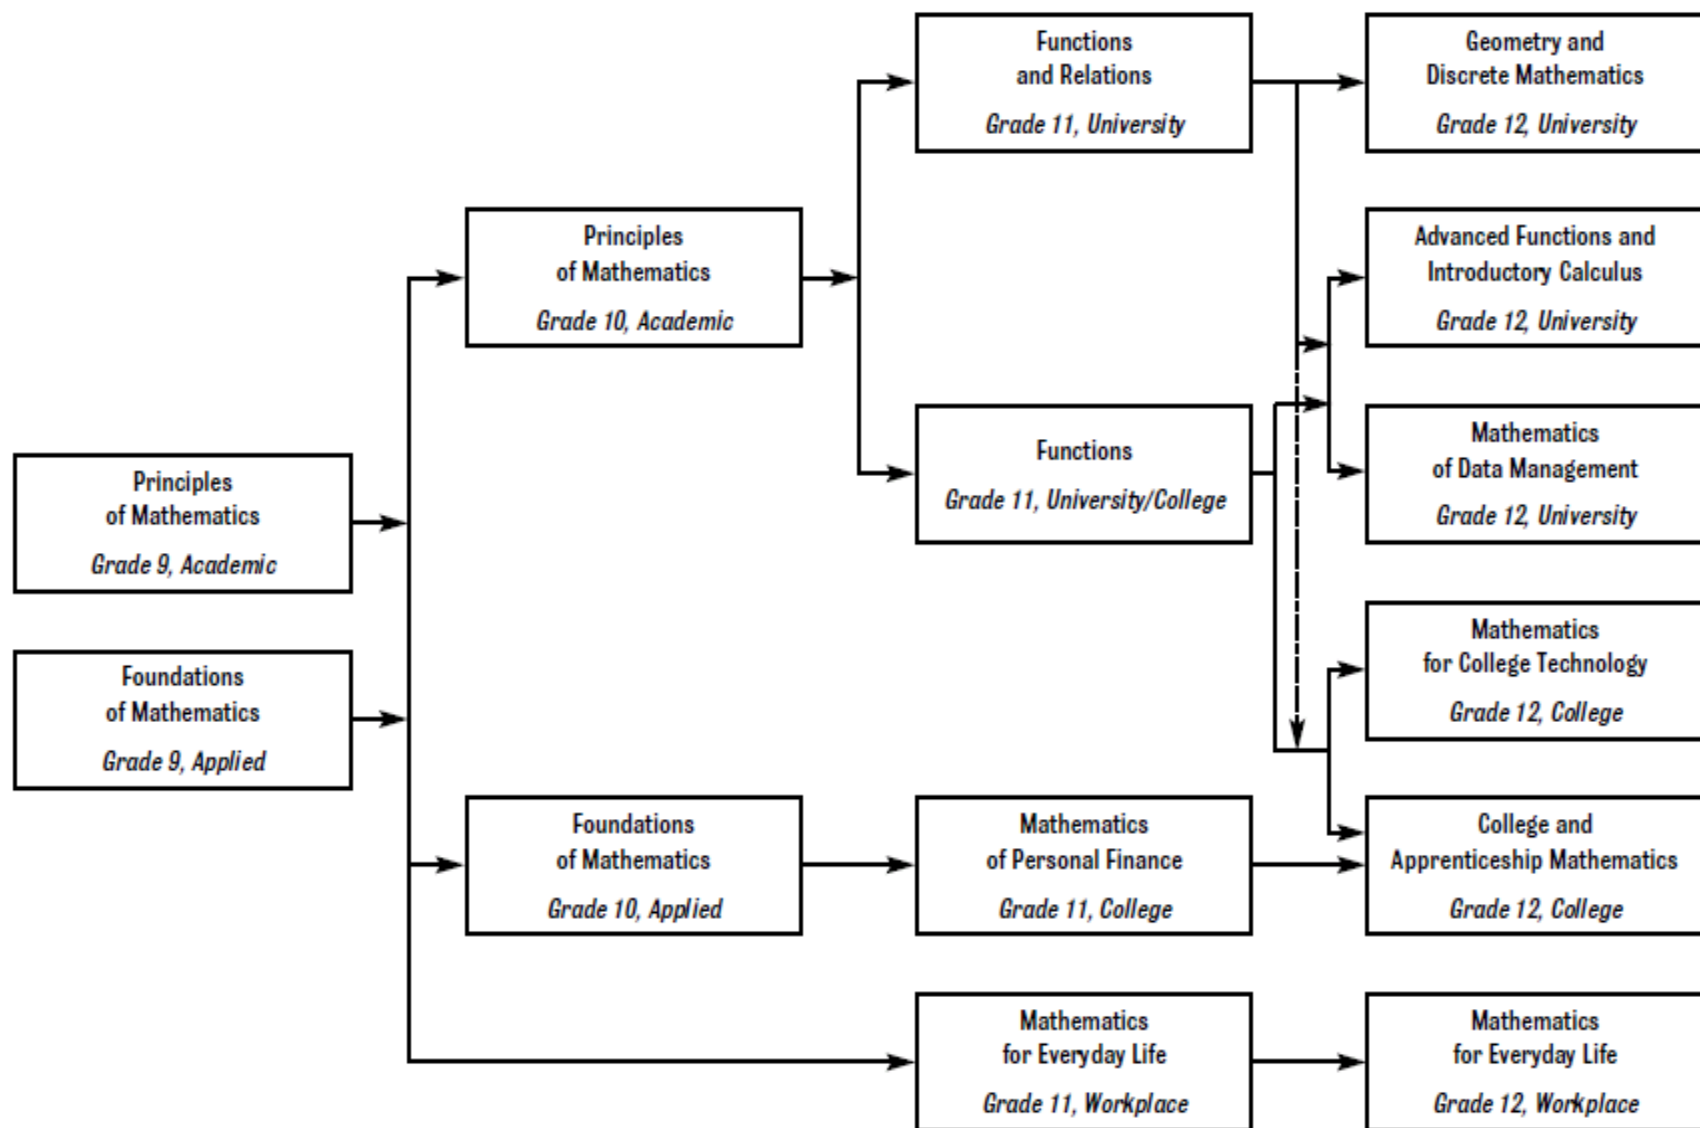 Functions
and Relations
Grade 11, University
Geometry and
Discrete Mathematics
Grade 12, University
Principles
of Mathematics
Grade 10, Academic
Advanced Functions and
Introductory Calculus
Grade 12, University
Functions
Grade 11, University/College
Mathematics
of Data Management
Grade 12, University
Principles
of Mathematics
Grade 9, Academic
Foundations
of Mathematics
Grade 9, Applied
Mathematics
for College Technology
Grade 12, College
Foundations
of Mathematics
Grade 10, Applied
Mathematics
of Personal Finance
Grade 11, College
College and
Apprenticeship Mathematics
Grade 12, College
Mathematics
for Everyday Life
Grade 11, Workplace
Mathematics
for Everyday Life
Grade 12, Workplace